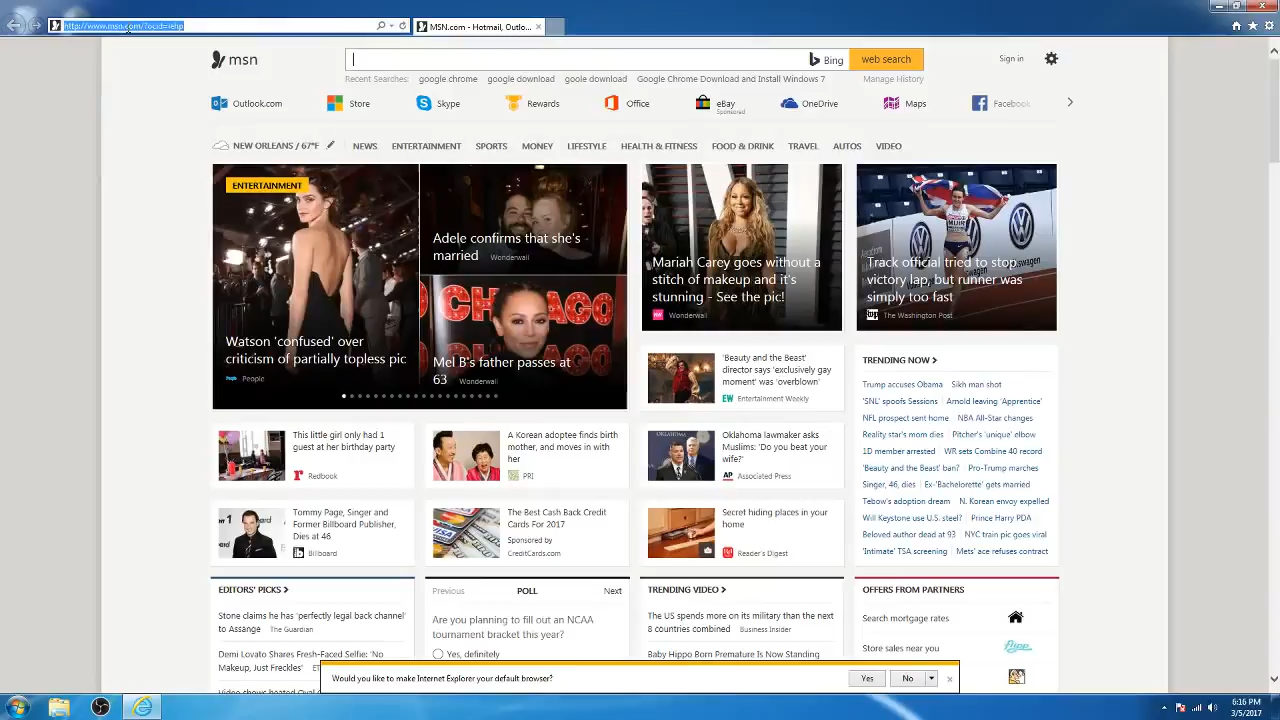 http://www.msn.com/?ocid=iehp
MSN.com - Hotmail, Outlo...
msn
Bing
web search
Sign in
Recent Searches:
google chrome
google download
goole download
Google Chrome Download and Install Windows 7
Manage History
Outlook.com
Store
Skype
Rewards
Office
eBay
Sponsored
OneDrive
Maps
Facebook
NEW ORLEANS / 67°F
NEWS
ENTERTAINMENT
SPORTS
MONEY
LIFESTYLE
HEALTH & FITNESS
FOOD & DRINK
TRAVEL
AUTOS
VIDEO
ENTERTAINMENT
Watson 'confused' over
criticism of partially topless pic
People
Adele confirms that she's
married Wonderwall
CHICAGO
Mel B's father passes at
63 Wonderwall
Mariah Carey goes without a
stitch of makeup and it's
stunning - See the pic!
Wonderwall
Track official tried to stop
victory lap, but runner was
simply too fast
The Washington Post
'Beauty and the Beast'
director says 'exclusively gay
moment' was 'overblown'
EW Entertainment Weekly
TRENDING NOW
Trump accuses Obama
Sikh man shot
'SNL' spoofs Sessions
Arnold leaving 'Apprentice'
NFL prospect sent home
NBA All-Star changes
Reality star's mom dies
Pitcher's 'unique' elbow
1D member arrested
WR sets Combine 40 record
'Beauty and the Beast' ban?
Pro-Trump marches
Singer, 46, dies
Ex-'Bachelorette' gets married
Tebow's adoption dream
N. Korean envoy expelled
Will Keystone use U.S. steel?
Prince Harry PDA
Beloved author dead at 93
NYC train pic goes viral
'Intimate' TSA screening
Mets' ace refuses contract
This little girl only had 1
guest at her birthday party
Redbook
A Korean adoptee finds birth
mother, and moves in with
her
PRI
Oklahoma lawmaker asks
Muslims: 'Do you beat your
wife?'
AP Associated Press
Tommy Page, Singer and
Former Billboard Publisher,
Dies at 46
Billboard
The Best Cash Back Credit
Cards For 2017
Sponsored by
CreditCards.com
Secret hiding places in your
home
Reader's Digest
EDITORS' PICKS
Stone claims he has 'perfectly legal back channel'
to Assange The Guardian
Demi Lovato Shares Fresh-Faced Selfie: 'No
Makeup, Just Freckles'
Previous
POLL
Next
Are you planning to fill out an NCAA
tournament bracket this year?
Yes, definitely
TRENDING VIDEO
The US spends more on its military than the next
8 countries combined Business Insider
Baby Hippo Born Premature Is Now Standing
OFFERS FROM PARTNERS
Search mortgage rates
Store sales near you
Flipp
Would you like to make Internet Explorer your default browser?
Yes
No
6:16 PM
3/5/2017